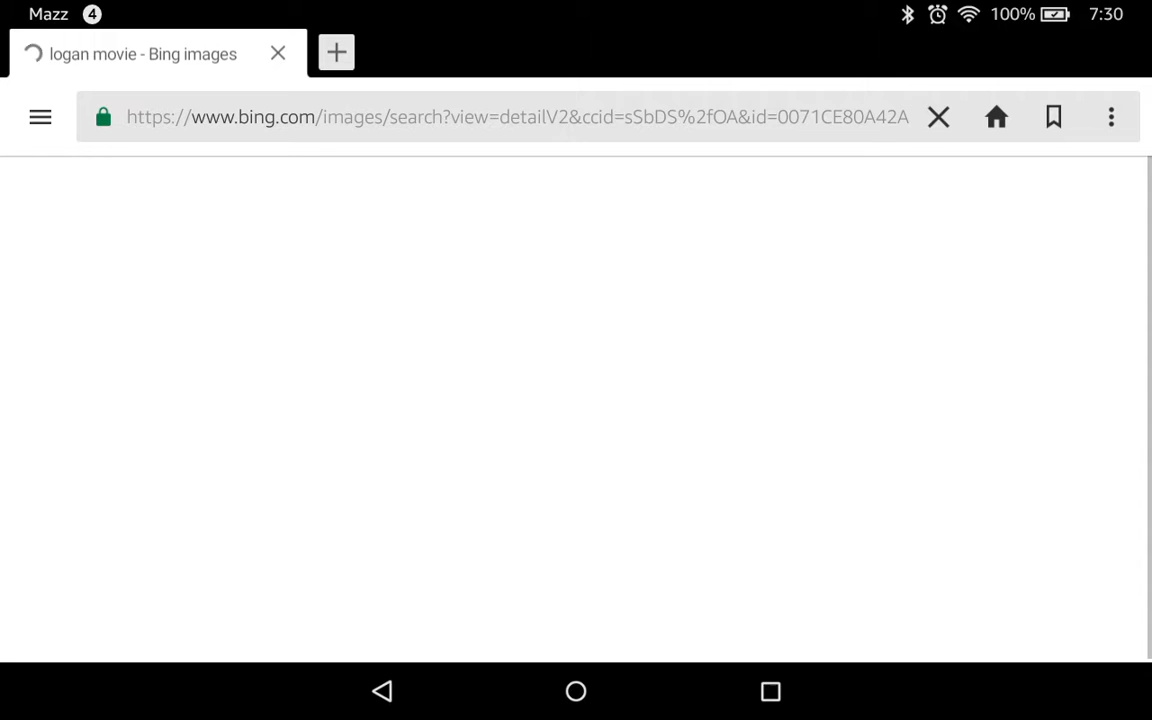 Mazz 4 100% 7:30
logan movie - Bing images
https://www.bing.com/images/search?view=detailV2&ccid=sSbDS%2fOA&id=0071CE80A42A